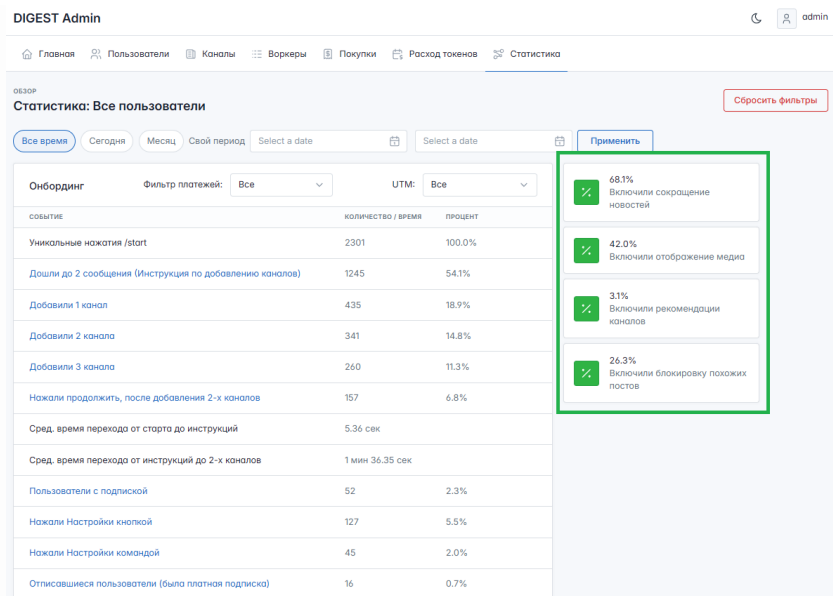 DIGEST Admin
admin
Главная Пользователи Каналы Воркеры Покупки Расход токенов Статистика
ОБЗОР
Статистика: Все пользователи
Сбросить фильтры
Все время Сегодня Месяц Свой период Select a date Select a date Применить
Онбординг Фильтр платежей: Все UTM: Все
СОБЫТИЕ КОЛИЧЕСТВО / ВРЕМЯ ПРОЦЕНТ
Уникальные нажатия /start 2301 100.0%
Дошли до 2 сообщения (Инструкция по добавлению каналов) 1245 54.1%
Добавили 1 канал 435 18.9%
Добавили 2 канала 341 14.8%
Добавили 3 канала 260 11.3%
Нажали продолжить, после добавления 2-х каналов 157 6.8%
Сред. время перехода от старта до инструкций 5.36 сек
Сред. время перехода от инструкций до 2-х каналов 1 мин 36.35 сек
Пользователи с подпиской 52 2.3%
Нажали Настройки кнопкой 127 5.5%
Нажали Настройки командой 45 2.0%
Отписавшиеся пользователи (была платная подписка) 16 0.7%
68.1%
Включили сокращение
новостей
42.0%
Включили отображение медиа
3.1%
Включили рекомендации
каналов
26.3%
Включили блокировку похожих
постов